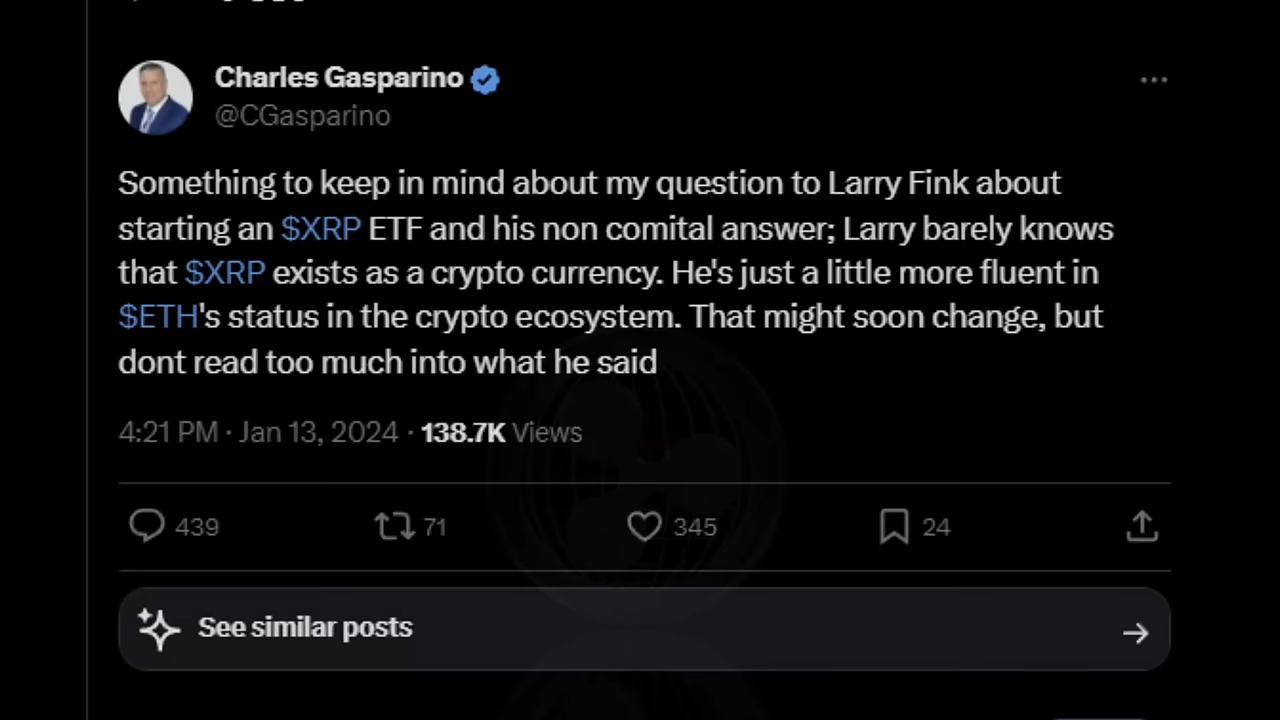 Charles Gasparino
@CGasparino
Something to keep in mind about my question to Larry Fink about
starting an $XRP ETF and his non comital answer; Larry barely knows
that $XRP exists as a crypto currency. He's just a little more fluent in
$ETH's status in the crypto ecosystem. That might soon change, but
dont read too much into what he said
4:21 PM · Jan 13, 2024 · 138.7K Views
439 71 345 24
See similar posts